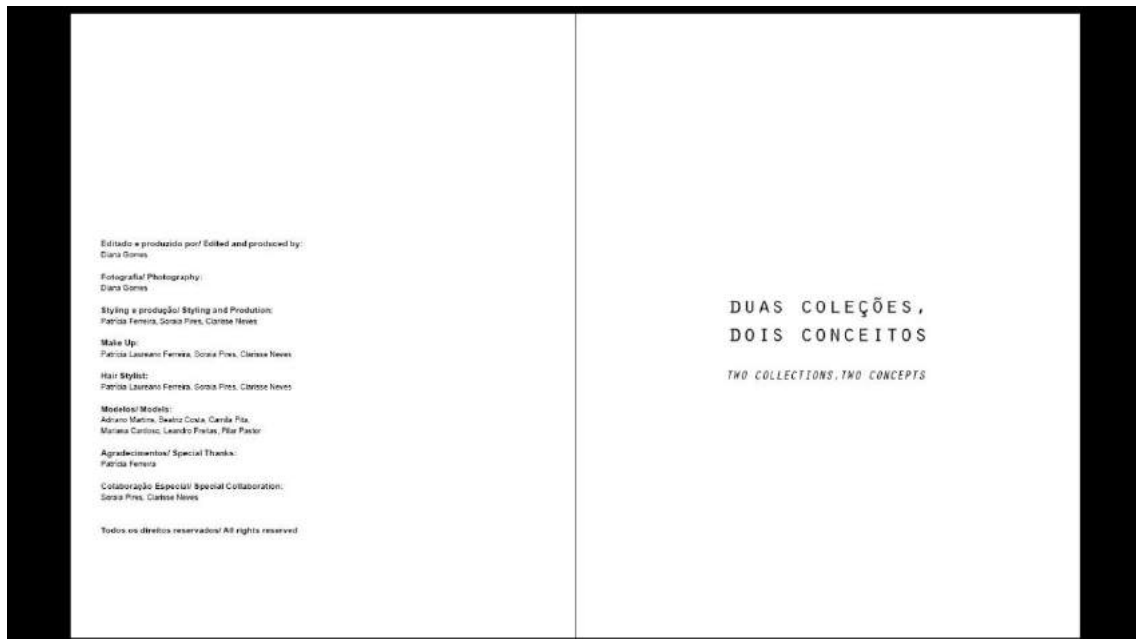 Editado e produzido por/ Edited and produced by:
Diana Gomes
Fotografia/ Photography:
Diana Gomes
Styling e produção/ Styling and Prodution:
Patrícia Ferreira, Soraia Pires, Clarisse Neves
Make Up:
Patrícia Laureano Ferreira, Soraia Pires, Clarisse Neves
Hair Stylist:
Patrícia Laureano Ferreira, Soraia Pires, Clarisse Neves
Modelos/ Models:
Adriano Martins, Beatriz Costa, Camila Pita,
Mariana Cardoso, Leandro Freitas, Pilar Pastor
Agradecimentos/ Special Thanks:
Patrícia Ferreira
Colaboração Especial/ Special Collaboration:
Soraia Pires, Clarisse Neves
Todos os direitos reservados/ All rights reserved
DUAS COLEÇÕES,
DOIS CONCEITOS
TWO COLLECTIONS,TWO CONCEPTS